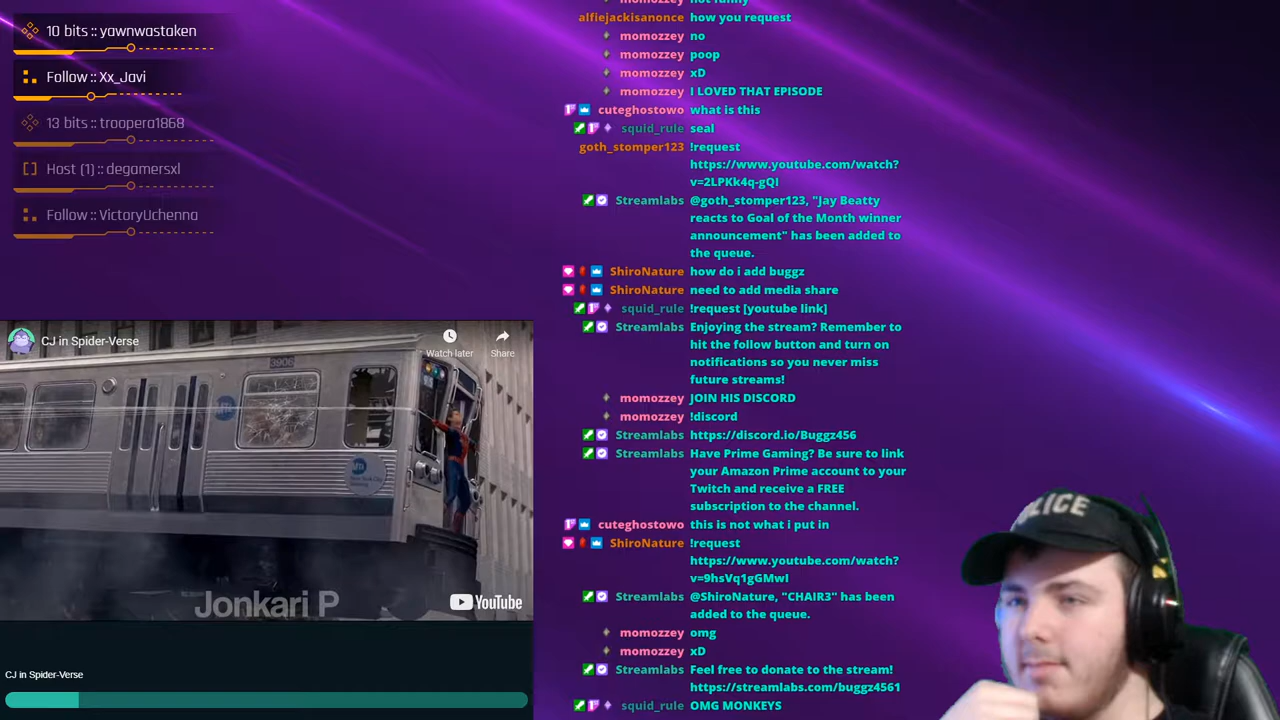 10 bits :: yawnwastaken
Follow :: Xx_Javi
13 bits :: troopera1868
Host (1) :: degamersxl
Follow :: VictoryUchenna
CJ in Spider-Verse
Watch later
Share
3906
Jonkari P
YouTube
CJ in Spider-Verse
alfiejackisanonce how you request
momozzey no
momozzey poop
momozzey xD
momozzey I LOVED THAT EPISODE
cuteghostowo what is this
squid_rule seal
goth_stomper123 !request
https://www.youtube.com/watch?
v=2LPKk4q-gQI
Streamlabs @goth_stomper123, "Jay Beatty
reacts to Goal of the Month winner
announcement" has been added to
the queue.
ShiroNature how do i add buggz
ShiroNature need to add media share
squid_rule !request [youtube link]
Streamlabs Enjoying the stream? Remember to
hit the follow button and turn on
notifications so you never miss
future streams!
momozzey JOIN HIS DISCORD
momozzey !discord
Streamlabs https://discord.io/Buggz456
Streamlabs Have Prime Gaming? Be sure to link
your Amazon Prime account to your
Twitch and receive a FREE
subscription to the channel.
cuteghostowo this is not what i put in
ShiroNature !request
https://www.youtube.com/watch?
v=9hsVq1gGMwI
Streamlabs @ShiroNature, "CHAIR3" has been
added to the queue.
momozzey omg
momozzey xD
Streamlabs Feel free to donate to the stream!
https://streamlabs.com/buggz4561
squid_rule OMG MONKEYS